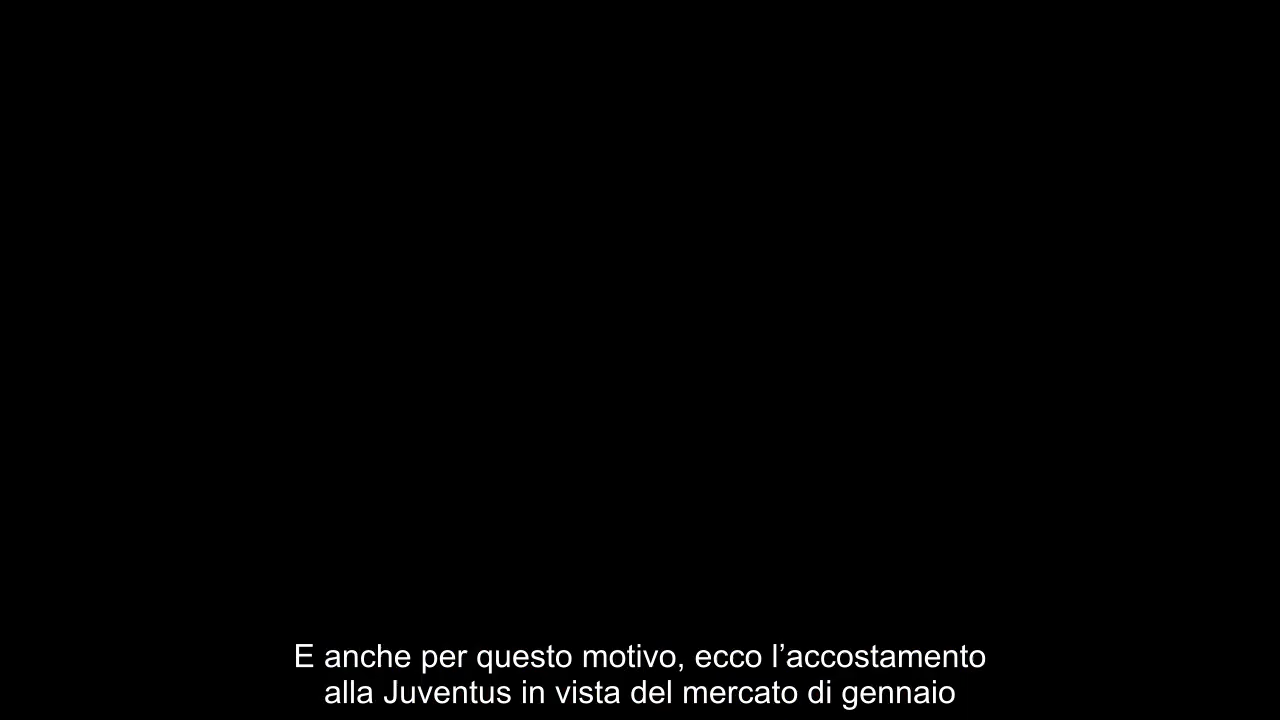 E anche per questo motivo, ecco l’accostamento
alla Juventus in vista del mercato di gennaio